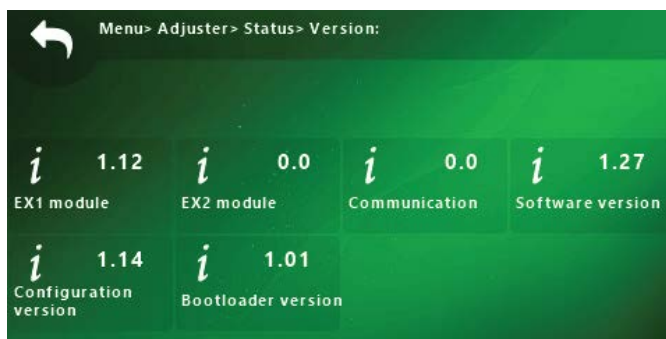 Menu> Adjuster> Status> Version:
i 1.12
EX1 module
i 0.0
EX2 module
i 0.0
Communication
i 1.27
Software version
i 1.14
Configuration
version
i 1.01
Bootloader version